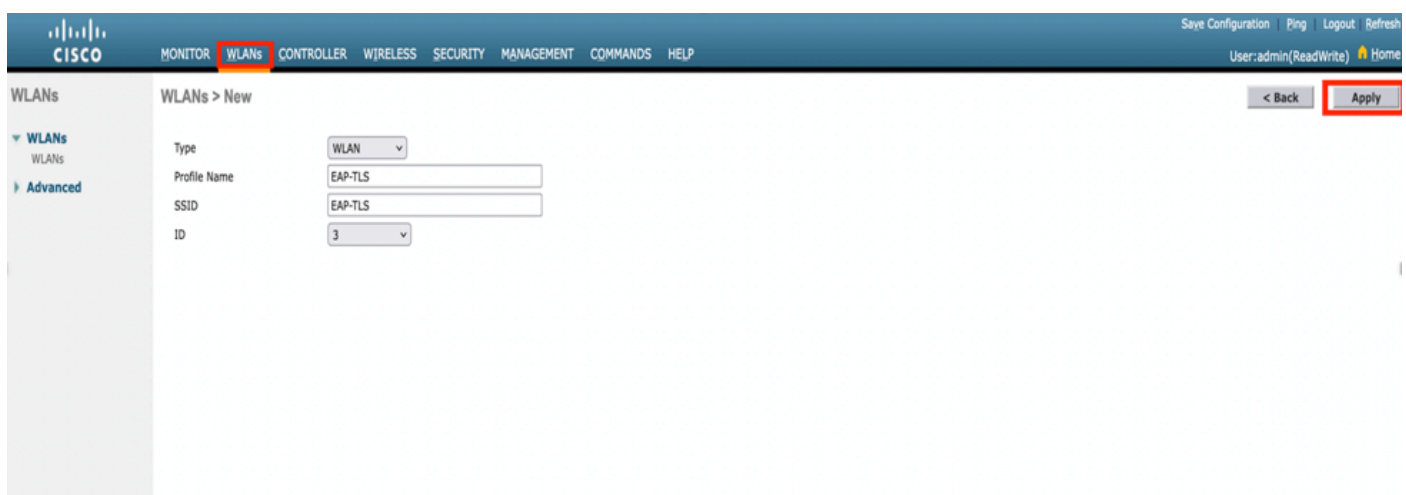 Save Configuration | Ping | Logout | Refresh
CISCO
MONITOR WLANs CONTROLLER WIRELESS SECURITY MANAGEMENT COMMANDS HELP
User:admin(ReadWrite) Home
WLANs
WLANs > New
< Back
Apply
WLANs
WLANs
Advanced
Type WLAN
Profile Name EAP-TLS
SSID EAP-TLS
ID 3